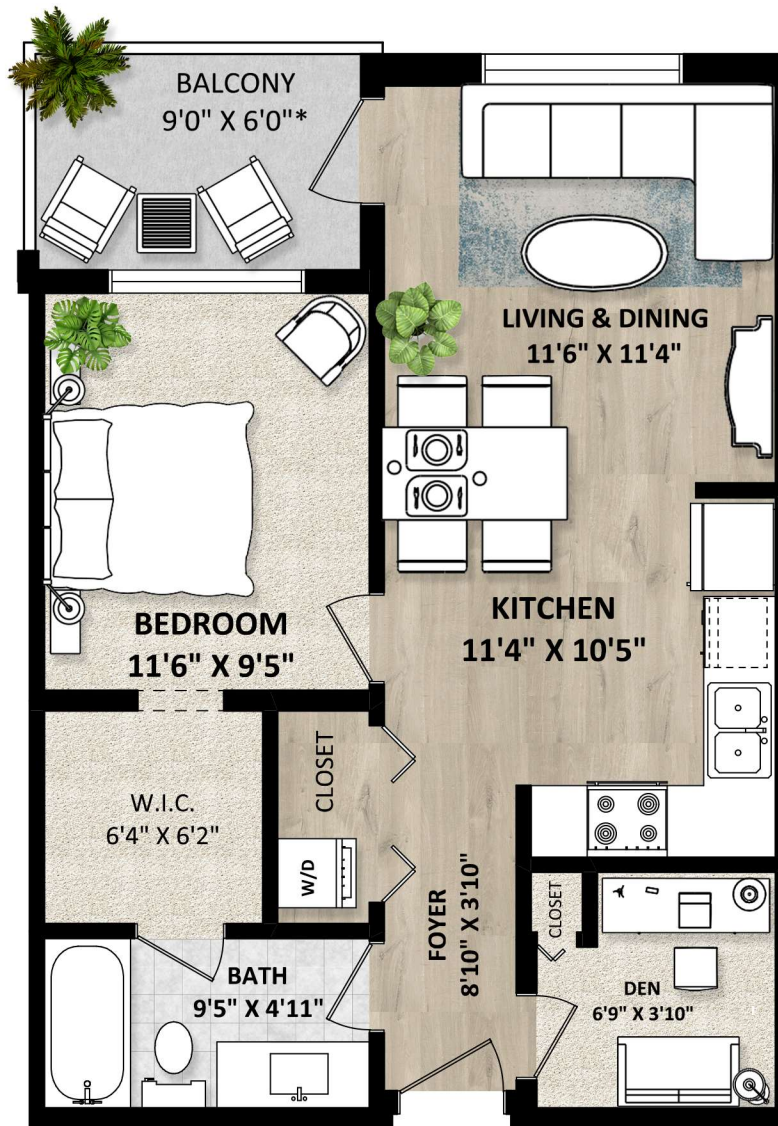 BALCONY
9'0" X 6'0"*
LIVING & DINING
11'6" X 11'4"
BEDROOM
11'6" X 9'5"
KITCHEN
11'4" X 10'5"
W.I.C.
6'4" X 6'2"
CLOSET
W/D
FOYER
8'10" X 3'10"
CLOSET
BATH
9'5" X 4'11"
DEN
6'9" X 3'10"